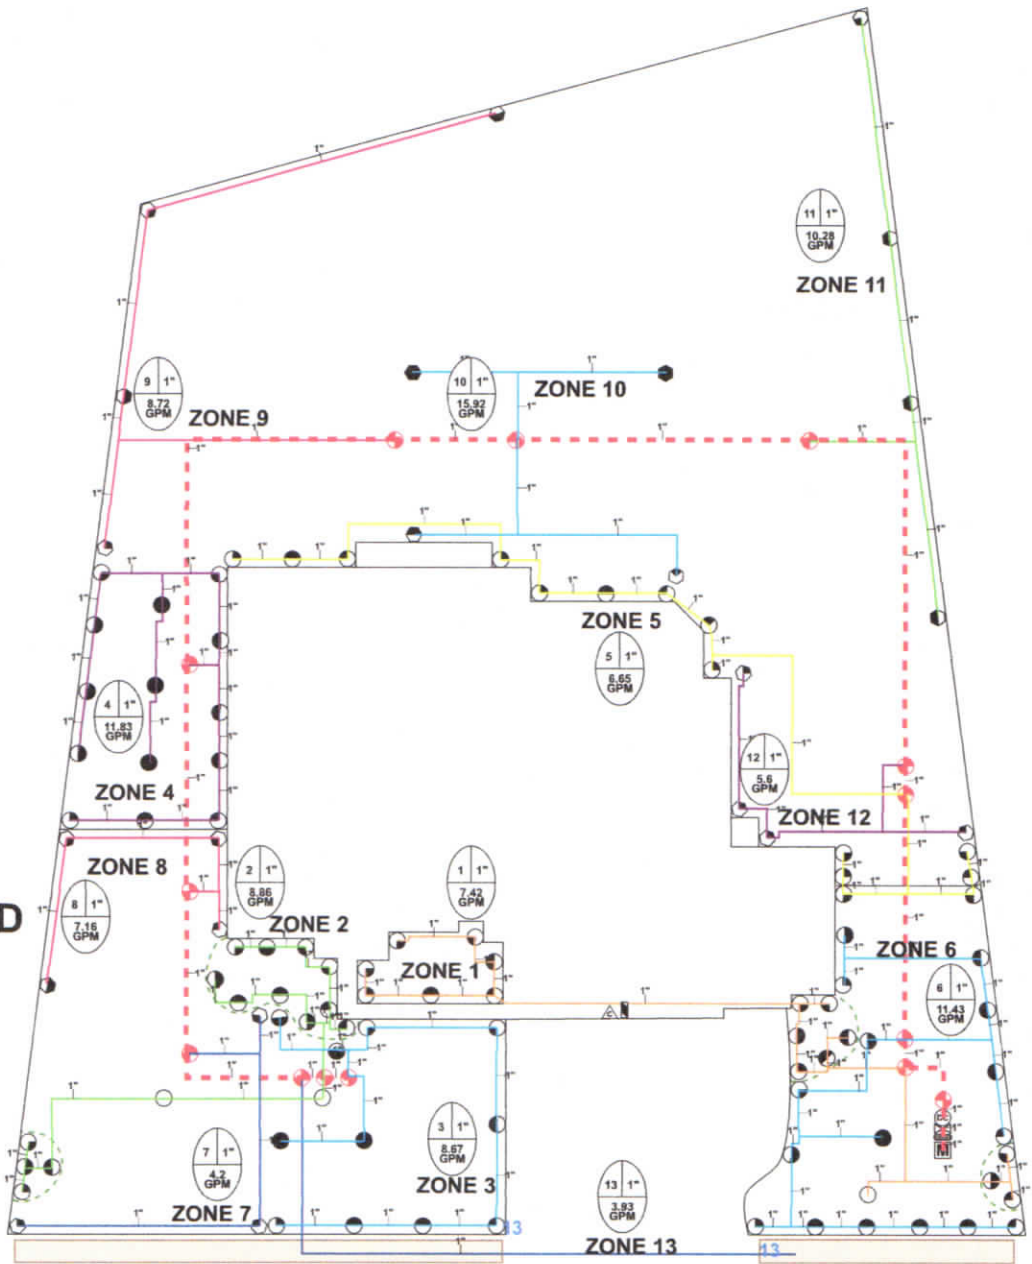 11 1"
10.28
GPM
ZONE 11
9 1"
8.72
GPM
ZONE 9
10 1"
15.92
GPM
ZONE 10
ZONE 5
5 1"
6.65
GPM
4 1"
11.83
GPM
ZONE 4
12 1"
5.6
GPM
ZONE 12
ZONE 8
8 1"
7.16
GPM
D
2 1"
8.86
GPM
ZONE 2
1 1"
7.42
GPM
ZONE 1
ZONE 6
6 1"
11.43
GPM
C
M
7 1"
4.2
GPM
ZONE 7
3 1"
8.67
GPM
ZONE 3
13 1"
3.93
GPM
13
ZONE 13
13